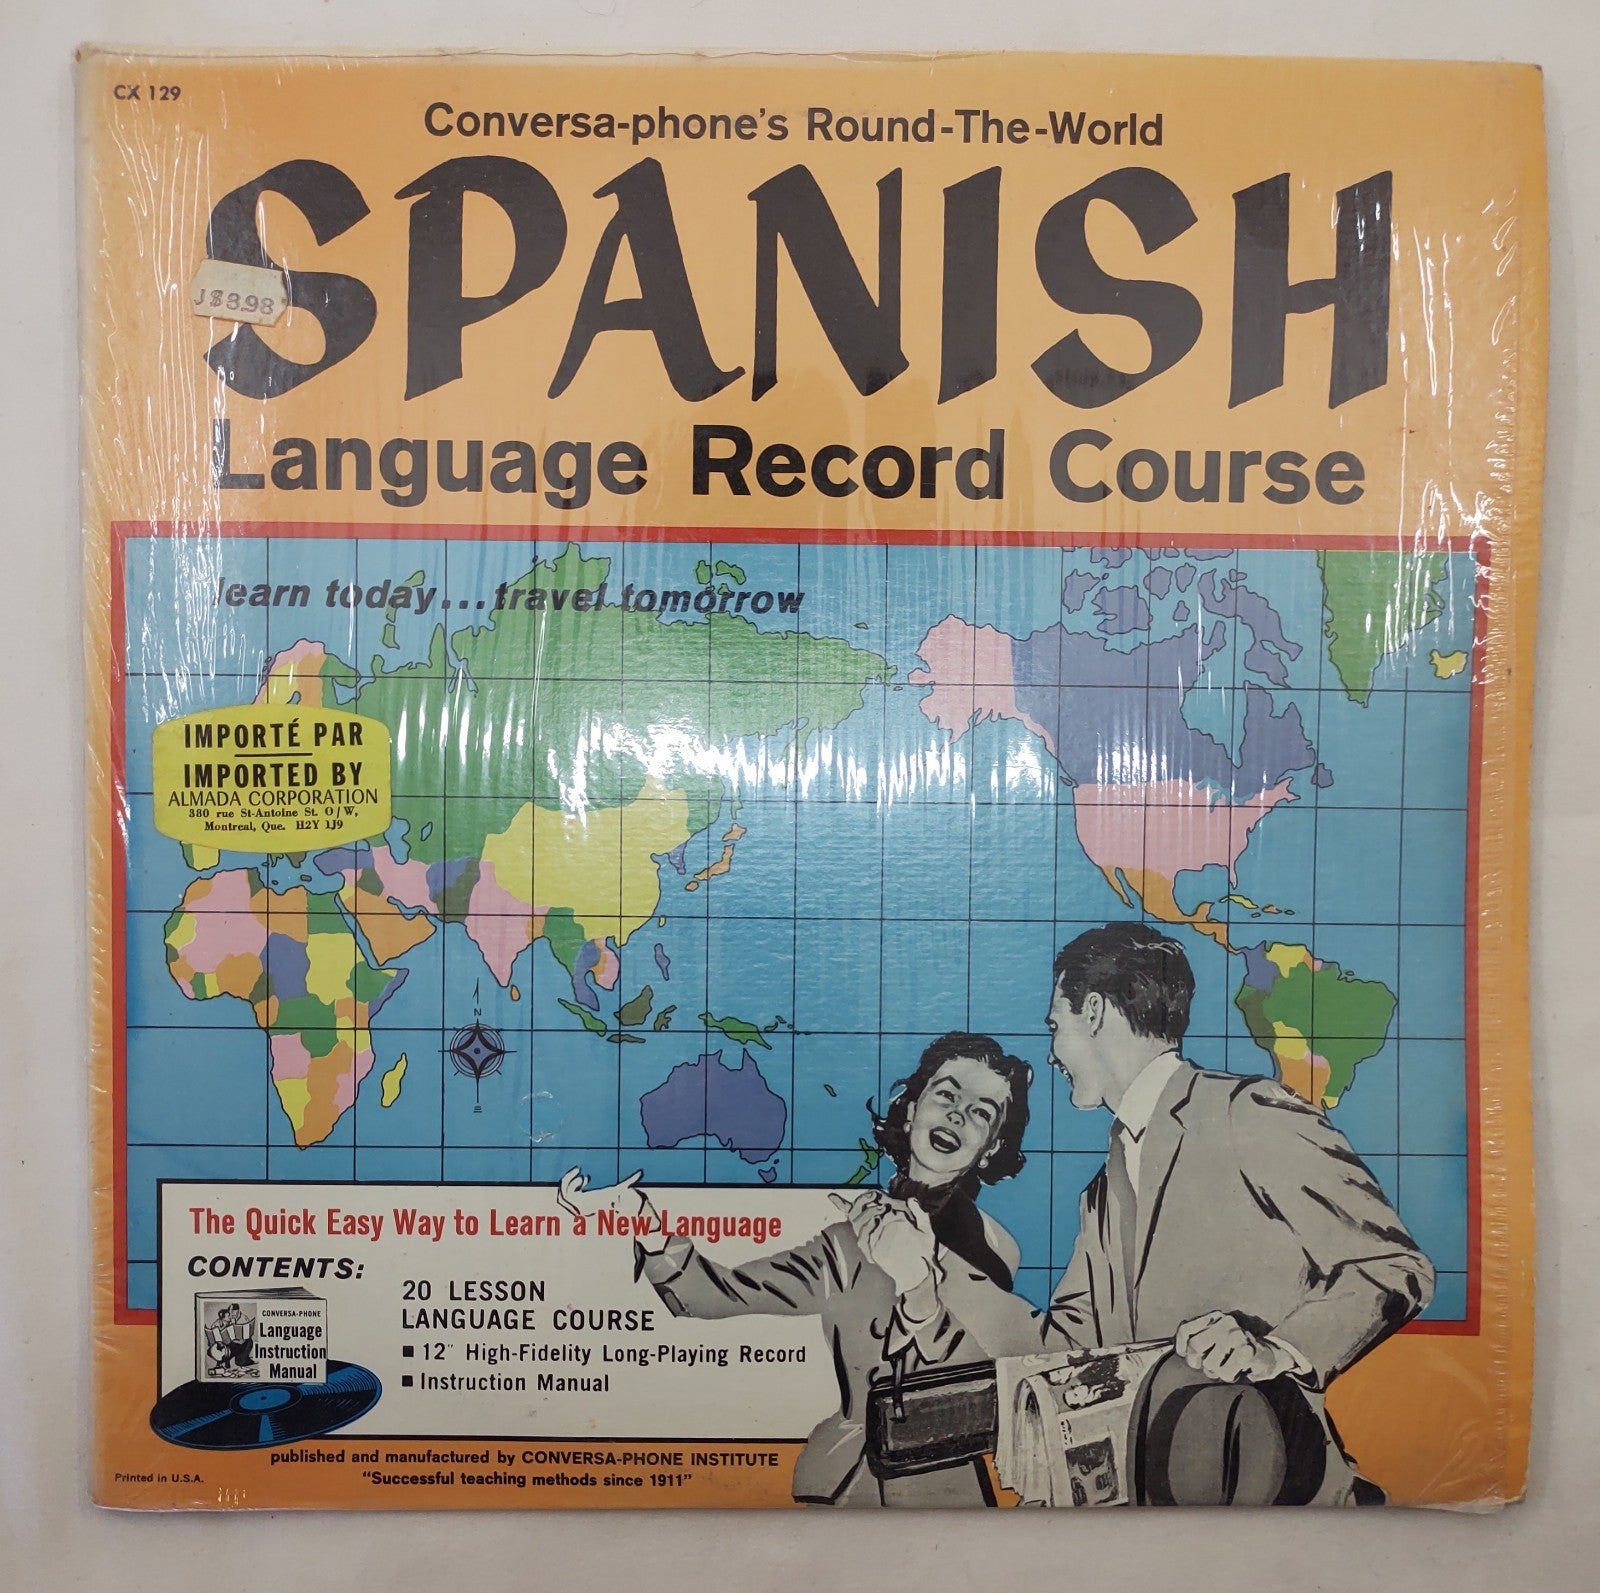 CX 129
Conversa-phone's Round-The-World
SPANISH
J$8.98
Language Record Course
learn today...travel tomorrow
IMPORTÉ PAR
IMPORTED BY
ALMADA CORPORATION
380 rue St-Antoine St. O/W,
Montreal, Que. H2Y 1J9
N
The Quick Easy Way to Learn a New Language
CONTENTS:
CONVERSA-PHONE
Language
Instruction
Manual
20 LESSON
LANGUAGE COURSE
■ 12" High-Fidelity Long-Playing Record
■ Instruction Manual
published and manufactured by CONVERSA-PHONE INSTITUTE
"Successful teaching methods since 1911"
Printed in U.S.A.